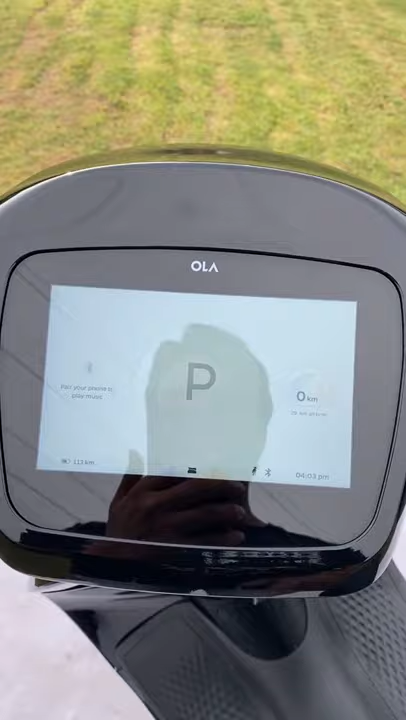 OLA
Pair your phone to
play music
P
0 km
113 km
04:03 pm